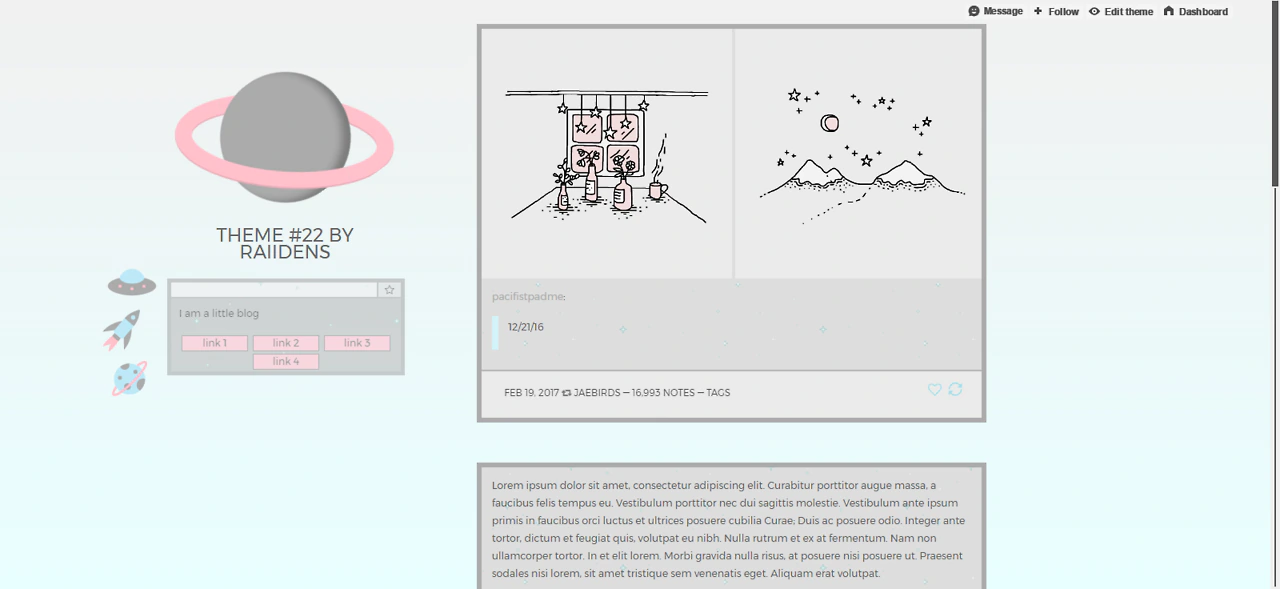 Message Follow Edit theme Dashboard
THEME #22 BY
RAIIDENS
I am a little blog
link 1 link 2 link 3
link 4
pacifistpadme:
12/21/16
FEB 19, 2017 JAEBIRDS — 16,993 NOTES — TAGS
Lorem ipsum dolor sit amet, consectetur adipiscing elit. Curabitur porttitor augue massa, a
faucibus felis tempus eu. Vestibulum porttitor nec dui sagittis molestie. Vestibulum ante ipsum
primis in faucibus orci luctus et ultrices posuere cubilia Curae; Duis ac posuere odio. Integer ante
tortor, dictum et feugiat quis, volutpat eu nibh. Nulla rutrum et ex at fermentum. Nam non
ullamcorper tortor. In et elit lorem. Morbi gravida nulla risus, at posuere nisi posuere ut. Praesent
sodales nisi lorem, sit amet tristique sem venenatis eget. Aliquam erat volutpat.